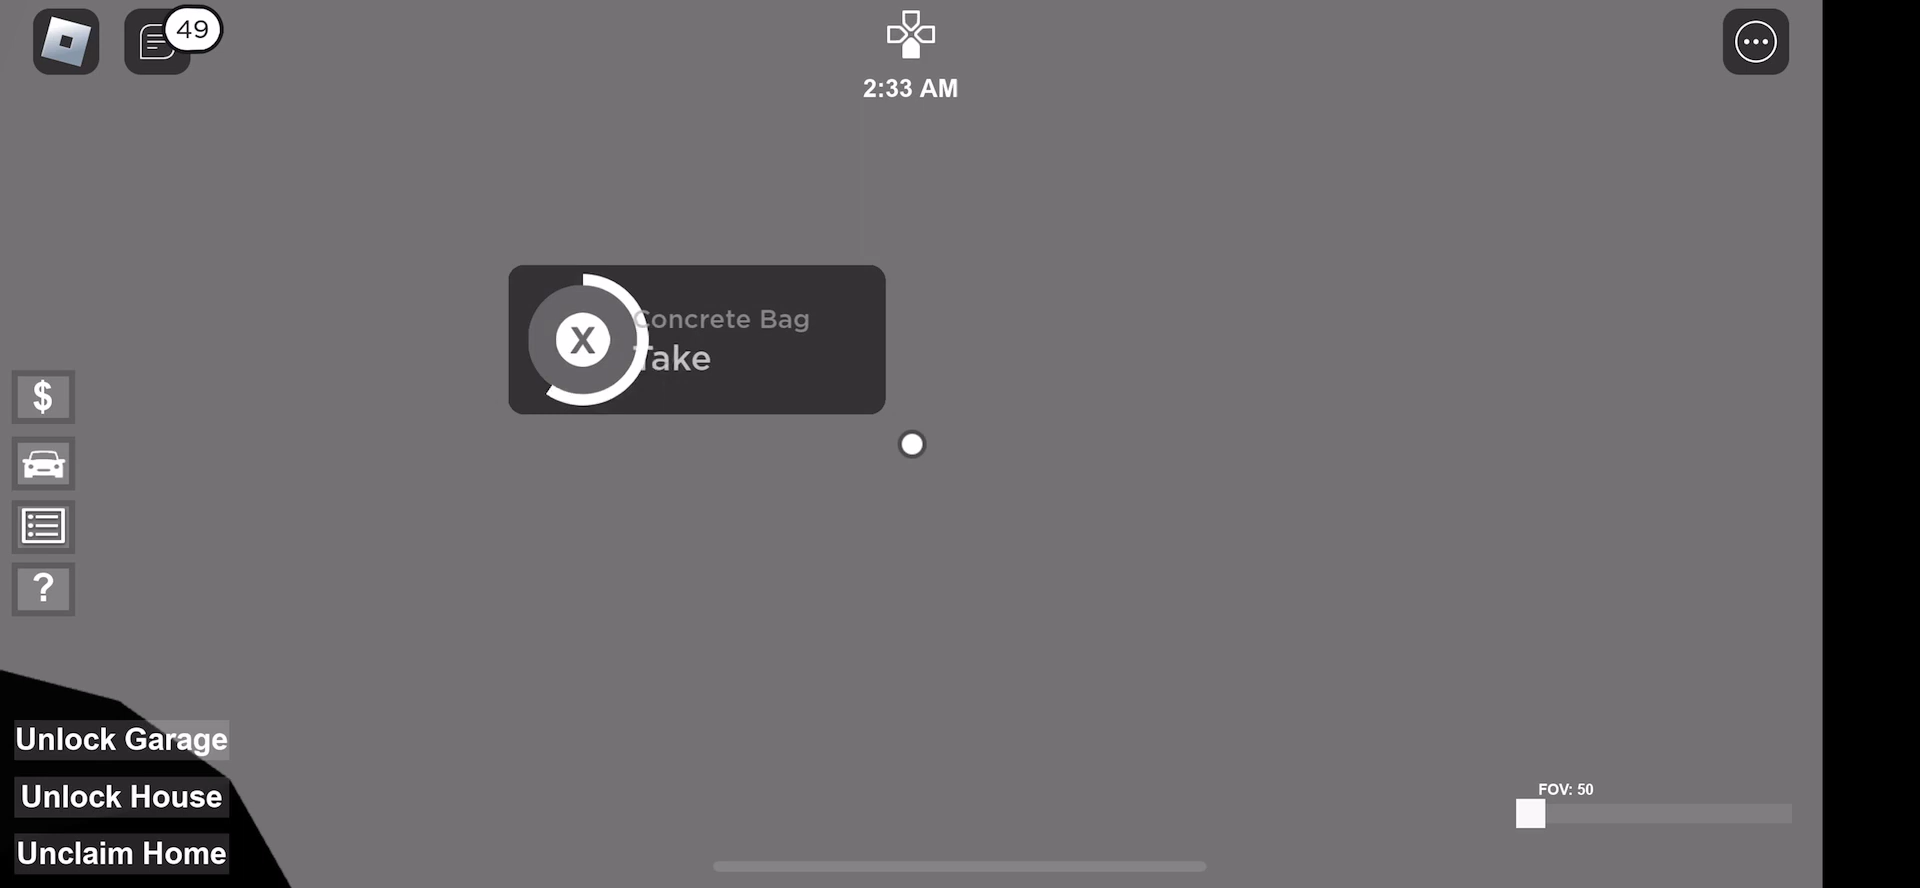 49
2:33 AM
Concrete Bag
X
Take
$
?
Unlock Garage
Unlock House
Unclaim Home
FOV: 50